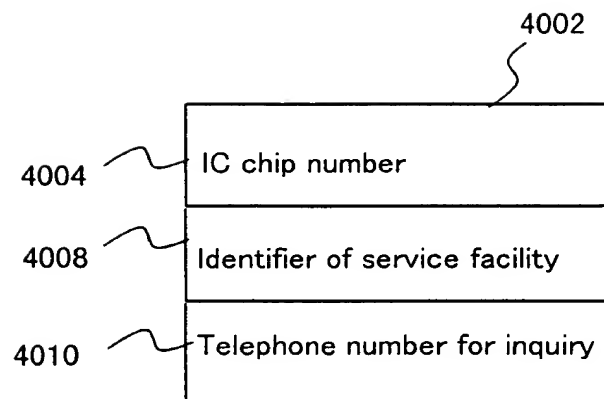 4002
4004 IC chip number
4008 Identifier of service facility
4010 Telephone number for inquiry